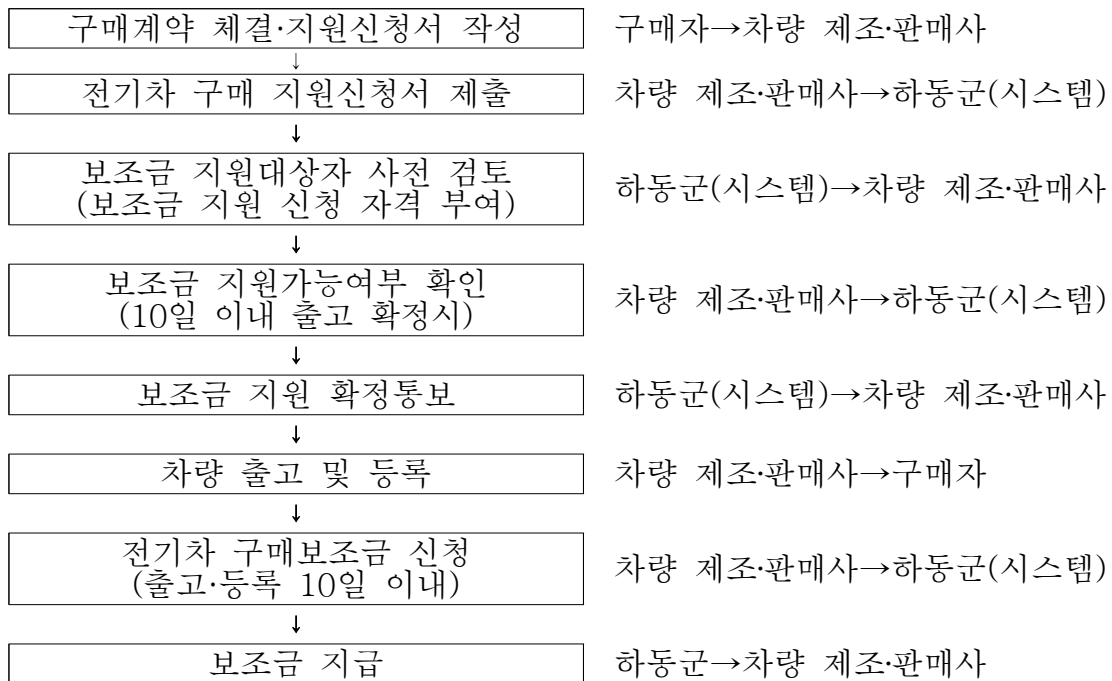 구매계약 체결·지원신청서 작성 구매자→차량 제조·판매사
↓
전기차 구매 지원신청서 제출 차량 제조·판매사→하동군(시스템)
↓
보조금 지원대상자 사전 검토
(보조금 지원 신청 자격 부여) 하동군(시스템)→차량 제조·판매사
↓
보조금 지원가능여부 확인
(10일 이내 출고 확정시) 차량 제조·판매사→하동군(시스템)
↓
보조금 지원 확정통보 하동군(시스템)→차량 제조·판매사
↓
차량 출고 및 등록 차량 제조·판매사→구매자
↓
전기차 구매보조금 신청
(출고·등록 10일 이내) 차량 제조·판매사→하동군(시스템)
↓
보조금 지급 하동군→차량 제조·판매사